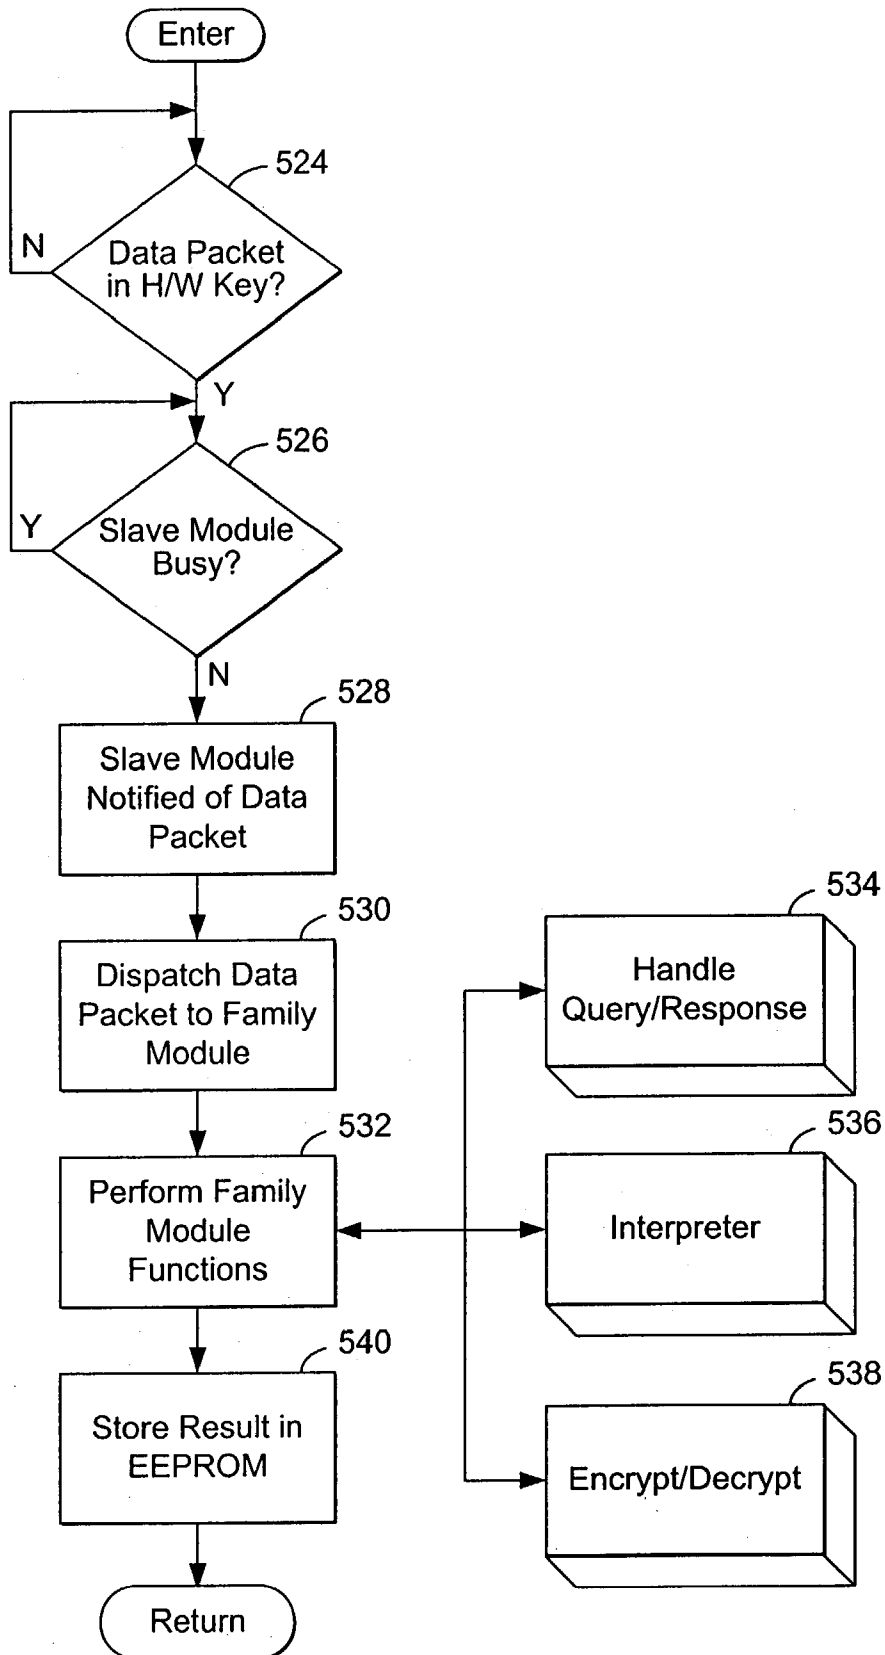 Enter
524
Data Packet
in H/W Key?
N
Y
526
Slave Module
Busy?
Y
N
528
Slave Module
Notified of Data
Packet
530
Dispatch Data
Packet to Family
Module
532
Perform Family
Module
Functions
534
Handle
Query/Response
536
Interpreter
538
Encrypt/Decrypt
540
Store Result in
EEPROM
Return